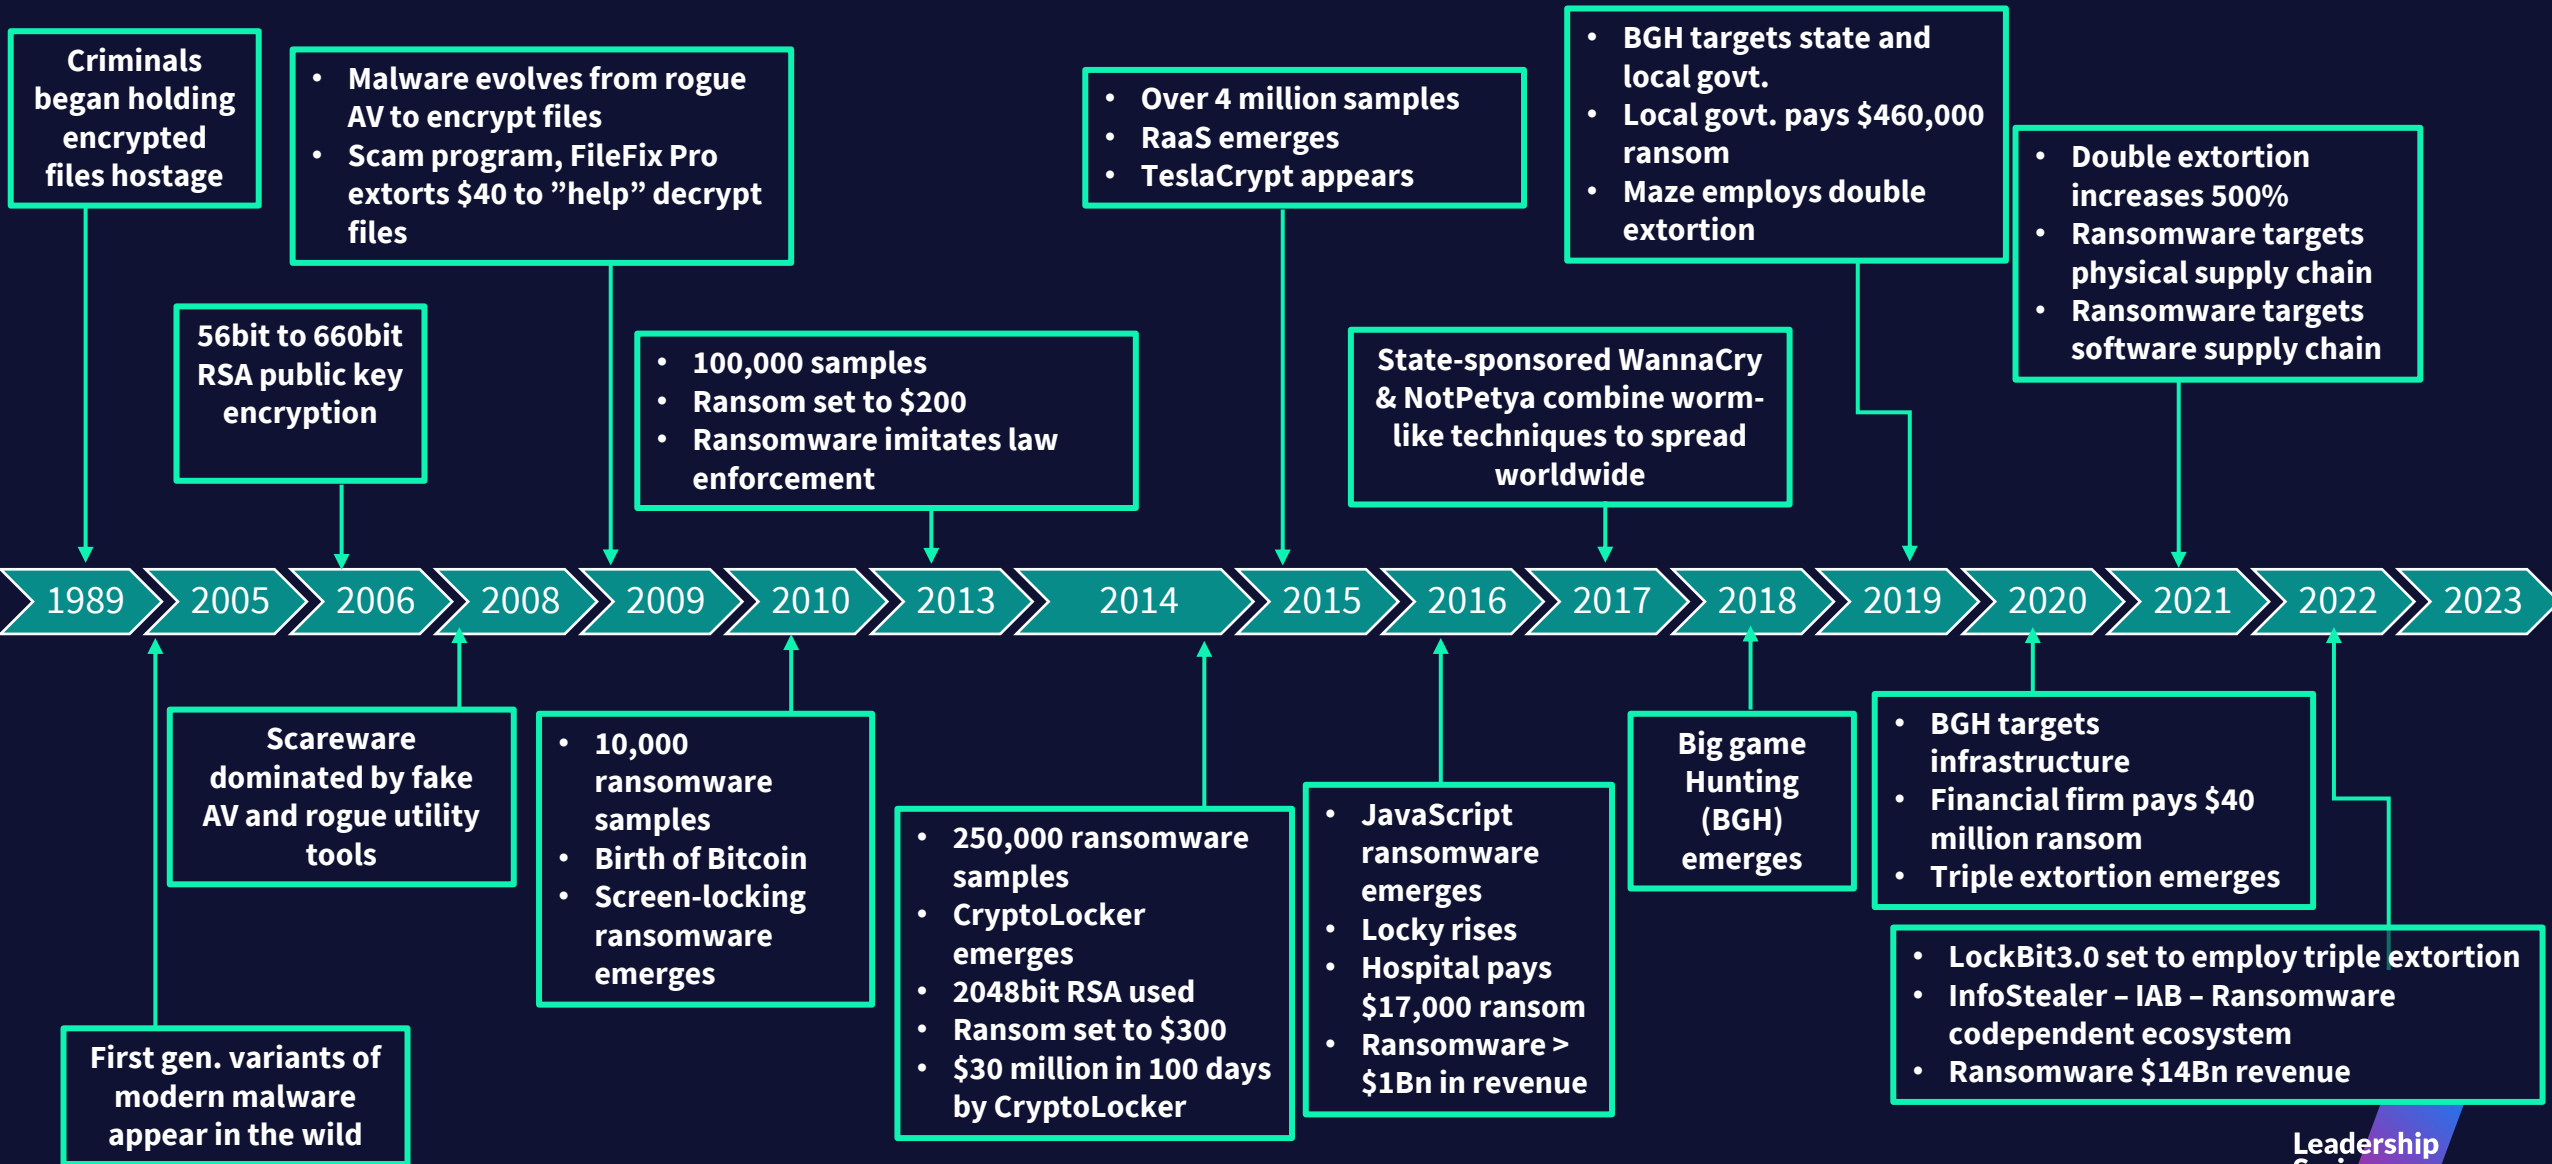 Criminals
began holding
encrypted
files hostage
• Malware evolves from rogue
AV to encrypt files
• Scam program, FileFix Pro
extorts $40 to ”help” decrypt
files
• Over 4 million samples
• RaaS emerges
• TeslaCrypt appears
• BGH targets state and
local govt.
• Local govt. pays $460,000
ransom
• Maze employs double
extortion
• Double extortion
increases 500%
• Ransomware targets
physical supply chain
• Ransomware targets
software supply chain
56bit to 660bit
RSA public key
encryption
• 100,000 samples
• Ransom set to $200
• Ransomware imitates law
enforcement
State-sponsored WannaCry
& NotPetya combine worm-
like techniques to spread
worldwide
1989 2005 2006 2008 2009 2010 2013 2014 2015 2016 2017 2018 2019 2020 2021 2022 2023
Scareware
dominated by fake
AV and rogue utility
tools
• 10,000
ransomware
samples
• Birth of Bitcoin
• Screen-locking
ransomware
emerges
• 250,000 ransomware
samples
• CryptoLocker
emerges
• 2048bit RSA used
• Ransom set to $300
• $30 million in 100 days
by CryptoLocker
• JavaScript
ransomware
emerges
• Locky rises
• Hospital pays
$17,000 ransom
• Ransomware >
$1Bn in revenue
Big game
Hunting
(BGH)
emerges
• BGH targets
infrastructure
• Financial firm pays $40
million ransom
• Triple extortion emerges
• LockBit3.0 set to employ triple extortion
• InfoStealer – IAB – Ransomware
codependent ecosystem
• Ransomware $14Bn revenue
First gen. variants of
modern malware
appear in the wild
Leadership